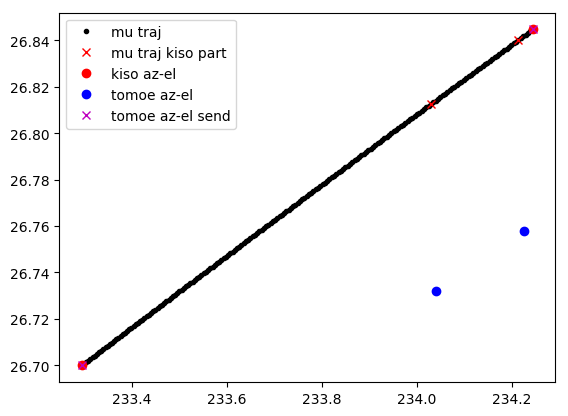 mu traj
mu traj kiso part
kiso az-el
tomoe az-el
tomoe az-el send
26.84
26.82
26.80
26.78
26.76
26.74
26.72
26.70
233.4 233.6 233.8 234.0 234.2